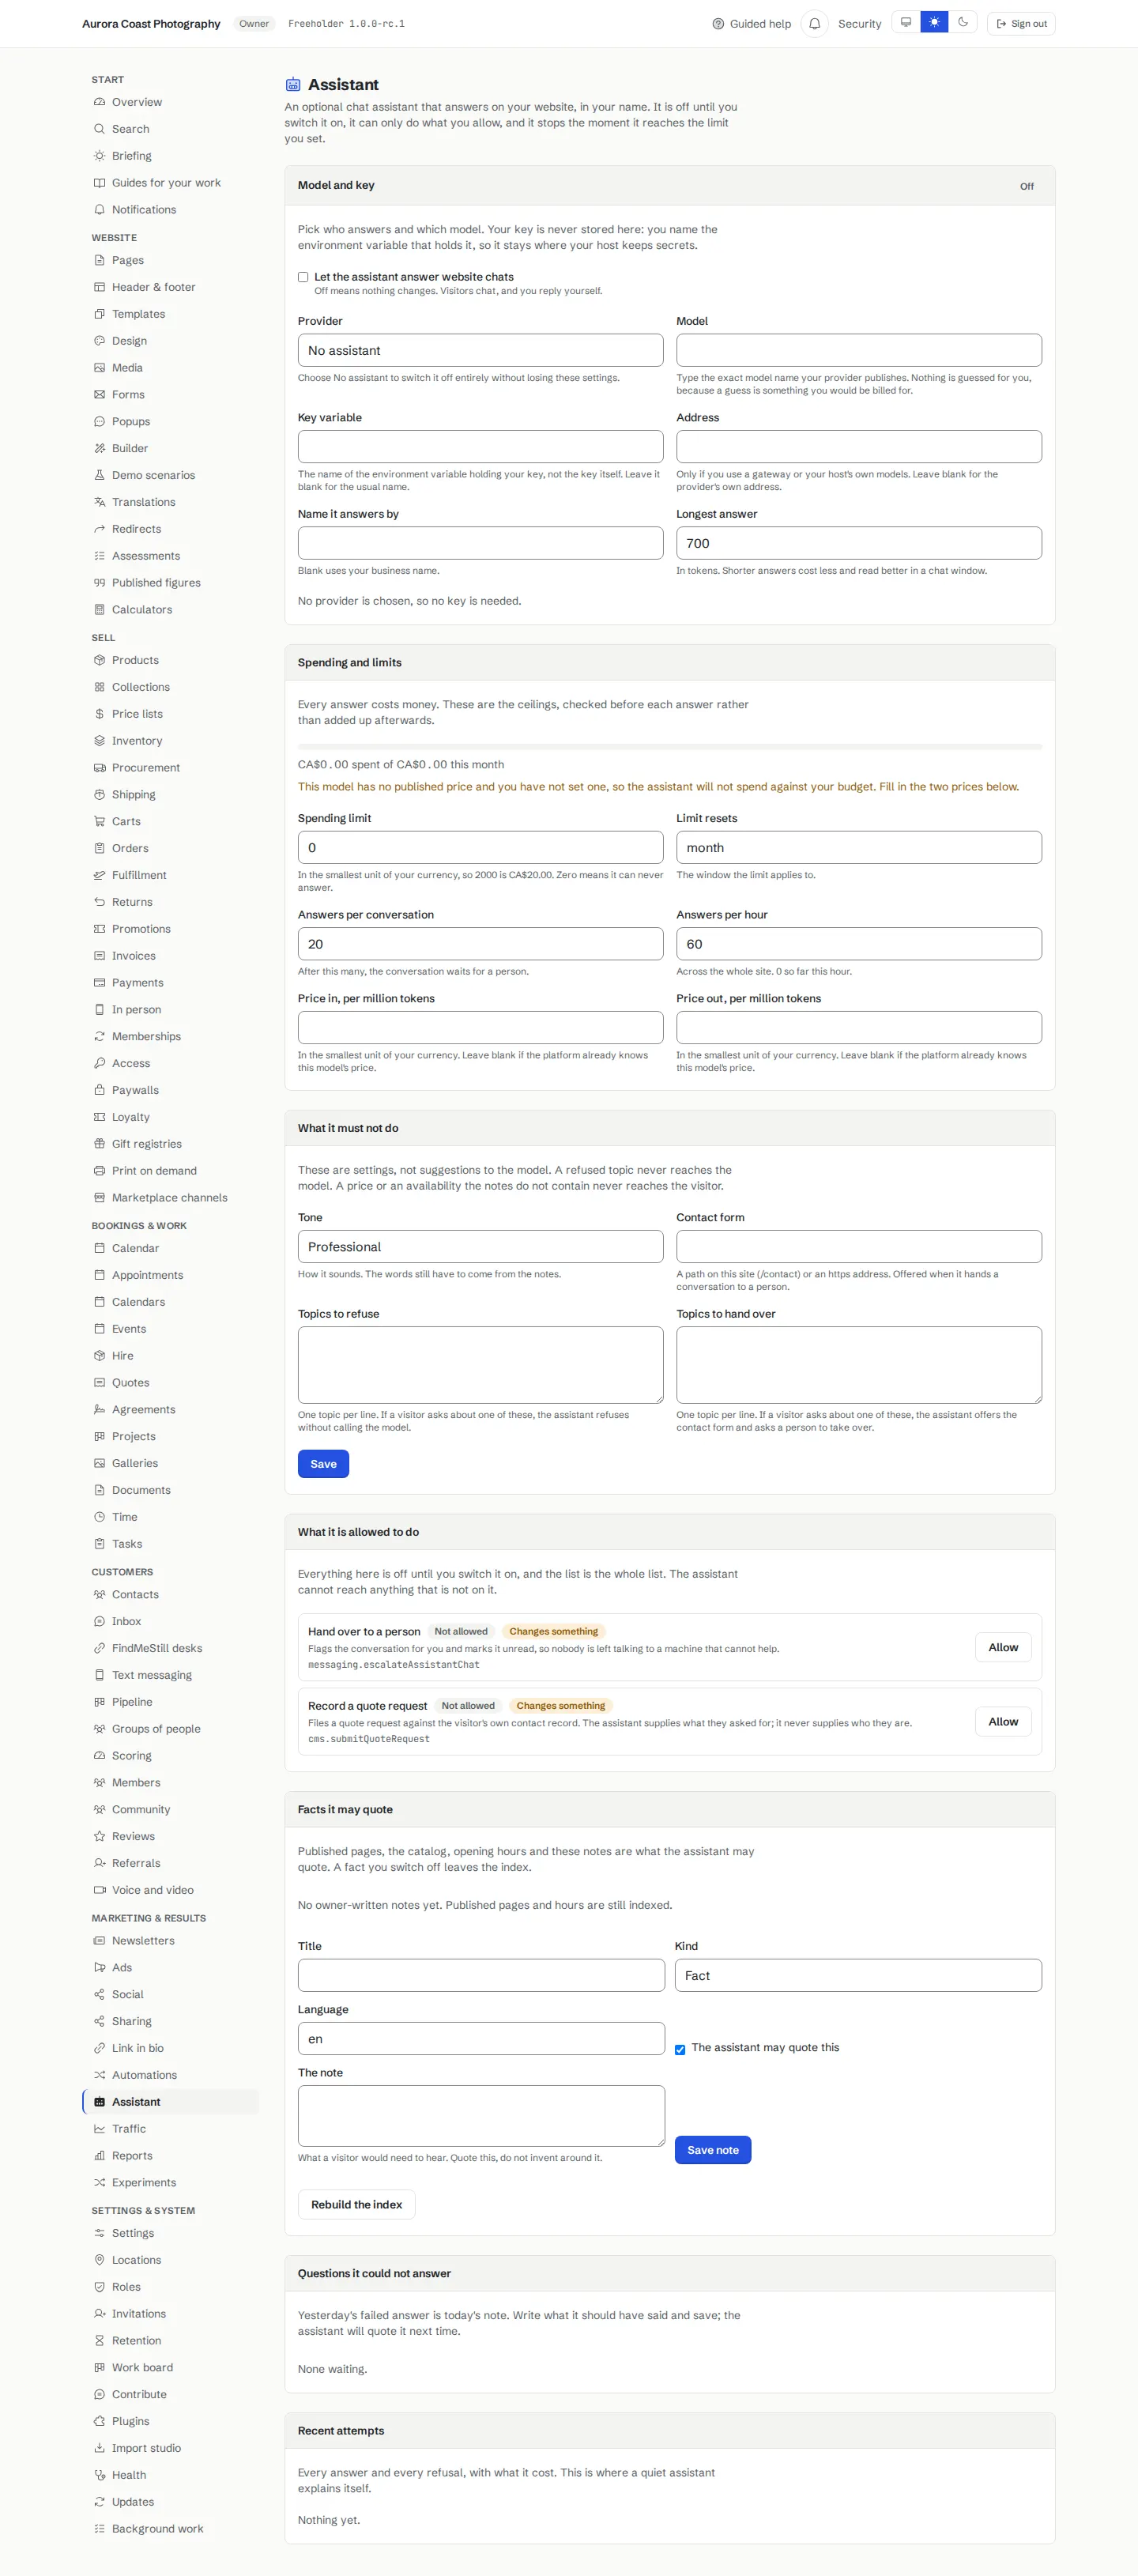 Aurora Coast Photography
Owner
Freeholder 1.0.0-rc.1
Guided help
Security
Sign out
START
Overview
Search
Briefing
Guides for your work
Notifications
WEBSITE
Pages
Header & footer
Templates
Design
Media
Forms
Popups
Builder
Demo scenarios
Translations
Redirects
Assessments
Published figures
Calculators
SELL
Products
Collections
Price lists
Inventory
Procurement
Shipping
Carts
Orders
Fulfillment
Returns
Promotions
Invoices
Payments
In person
Memberships
Access
Paywalls
Loyalty
Gift registries
Print on demand
Marketplace channels
BOOKINGS & WORK
Calendar
Appointments
Calendars
Events
Hire
Quotes
Agreements
Projects
Galleries
Documents
Time
Tasks
CUSTOMERS
Contacts
Inbox
FindMeStill desks
Text messaging
Pipeline
Groups of people
Scoring
Members
Community
Reviews
Referrals
Voice and video
MARKETING & RESULTS
Newsletters
Ads
Social
Sharing
Link in bio
Automations
Assistant
Traffic
Reports
Experiments
SETTINGS & SYSTEM
Settings
Locations
Roles
Invitations
Retention
Work board
Contribute
Plugins
Import studio
Health
Updates
Background work
Assistant
An optional chat assistant that answers on your website, in your name. It is off until you
switch it on, it can only do what you allow, and it stops the moment it reaches the limit
you set.
Model and key
Off
Pick who answers and which model. Your key is never stored here: you name the
environment variable that holds it, so it stays where your host keeps secrets.
Let the assistant answer website chats
Off means nothing changes. Visitors chat, and you reply yourself.
Provider
No assistant
Choose No assistant to switch it off entirely without losing these settings.
Model
Type the exact model name your provider publishes. Nothing is guessed for you,
because a guess is something you would be billed for.
Key variable
The name of the environment variable holding your key, not the key itself. Leave it
blank for the usual name.
Address
Only if you use a gateway or your host's own models. Leave blank for the
provider's own address.
Name it answers by
Blank uses your business name.
Longest answer
700
In tokens. Shorter answers cost less and read better in a chat window.
No provider is chosen, so no key is needed.
Spending and limits
Every answer costs money. These are the ceilings, checked before each answer rather
than added up afterwards.
CA$0.00 spent of CA$0.00 this month
This model has no published price and you have not set one, so the assistant will not spend against your budget. Fill in the two prices below.
Spending limit
0
In the smallest unit of your currency, so 2000 is CA$20.00. Zero means it can never
answer.
Limit resets
month
The window the limit applies to.
Answers per conversation
20
After this many, the conversation waits for a person.
Answers per hour
60
Across the whole site. 0 so far this hour.
Price in, per million tokens
In the smallest unit of your currency. Leave blank if the platform already knows
this model's price.
Price out, per million tokens
In the smallest unit of your currency. Leave blank if the platform already knows
this model's price.
What it must not do
These are settings, not suggestions to the model. A refused topic never reaches the
model. A price or an availability the notes do not contain never reaches the visitor.
Tone
Professional
How it sounds. The words still have to come from the notes.
Contact form
A path on this site (/contact) or an https address. Offered when it hands a
conversation to a person.
Topics to refuse
One topic per line. If a visitor asks about one of these, the assistant refuses
without calling the model.
Topics to hand over
One topic per line. If a visitor asks about one of these, the assistant offers the
contact form and asks a person to take over.
Save
What it is allowed to do
Everything here is off until you switch it on, and the list is the whole list. The assistant
cannot reach anything that is not on it.
Hand over to a person
Not allowed
Changes something
Flags the conversation for you and marks it unread, so nobody is left talking to a machine that cannot help.
messaging.escalateAssistantChat
Allow
Record a quote request
Not allowed
Changes something
Files a quote request against the visitor's own contact record. The assistant supplies what they asked for; it never supplies who they are.
cms.submitQuoteRequest
Allow
Facts it may quote
Published pages, the catalog, opening hours and these notes are what the assistant may
quote. A fact you switch off leaves the index.
No owner-written notes yet. Published pages and hours are still indexed.
Title
Kind
Fact
Language
en
The assistant may quote this
The note
What a visitor would need to hear. Quote this, do not invent around it.
Save note
Rebuild the index
Questions it could not answer
Yesterday's failed answer is today's note. Write what it should have said and save; the
assistant will quote it next time.
None waiting.
Recent attempts
Every answer and every refusal, with what it cost. This is where a quiet assistant
explains itself.
Nothing yet.